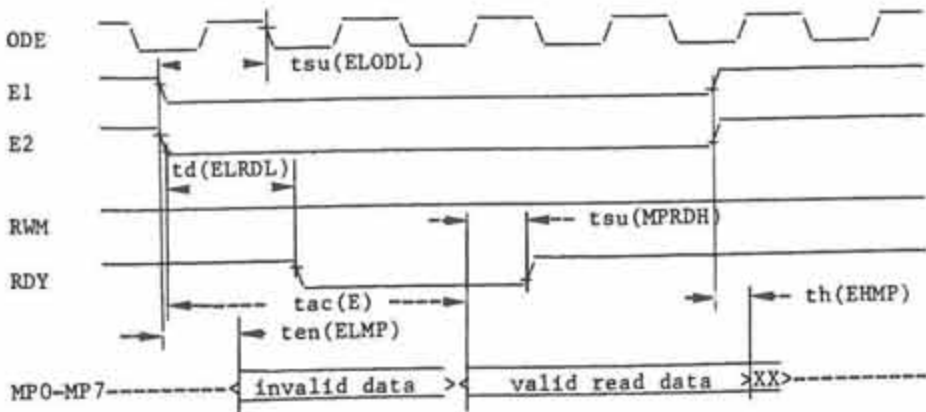 ODE
tsu(ELODL)
E1
E2
td(ELRDL)
RWM
tsu(MPRDH)
RDY
tac(E)
th(EHMP)
ten(ELMP)
MP0-MP7
invalid data
valid read data
XX